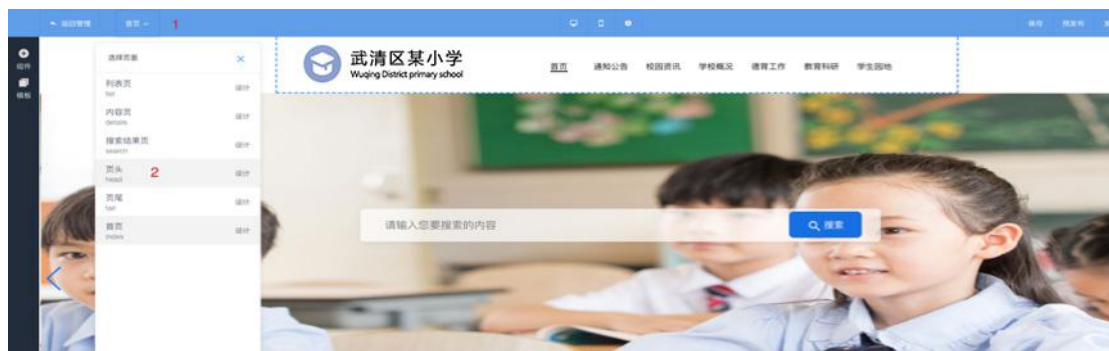 返回管理
首页
1
保存
预发布
组件
模板
选择页面
×
列表页
list
设计
内容页
details
设计
搜索结果页
search
设计
页头
head
2
设计
页尾
设计
首页
index
设计
武清区某小学
Wuqing District primary school
首页 通知公告 校园资讯 学校概况 德育工作 教育科研 学生园地
请输入您要搜索的内容
搜索